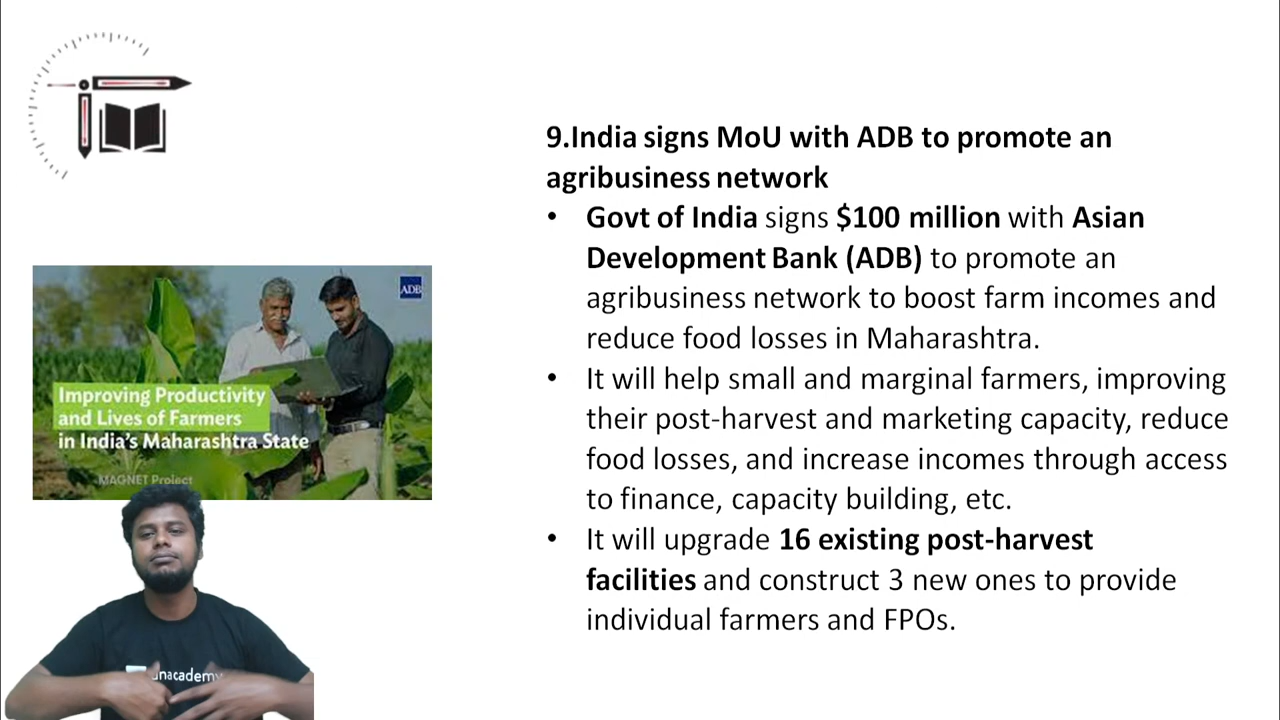 9.India signs MoU with ADB to promote an
agribusiness network
• Govt of India signs $100 million with Asian
Development Bank (ADB) to promote an
agribusiness network to boost farm incomes and
reduce food losses in Maharashtra.
• It will help small and marginal farmers, improving
their post-harvest and marketing capacity, reduce
food losses, and increase incomes through access
to finance, capacity building, etc.
• It will upgrade 16 existing post-harvest
facilities and construct 3 new ones to provide
individual farmers and FPOs.
ADB
Improving Productivity
and Lives of Farmers
in India's Maharashtra State
MAGNET Project
unacademy